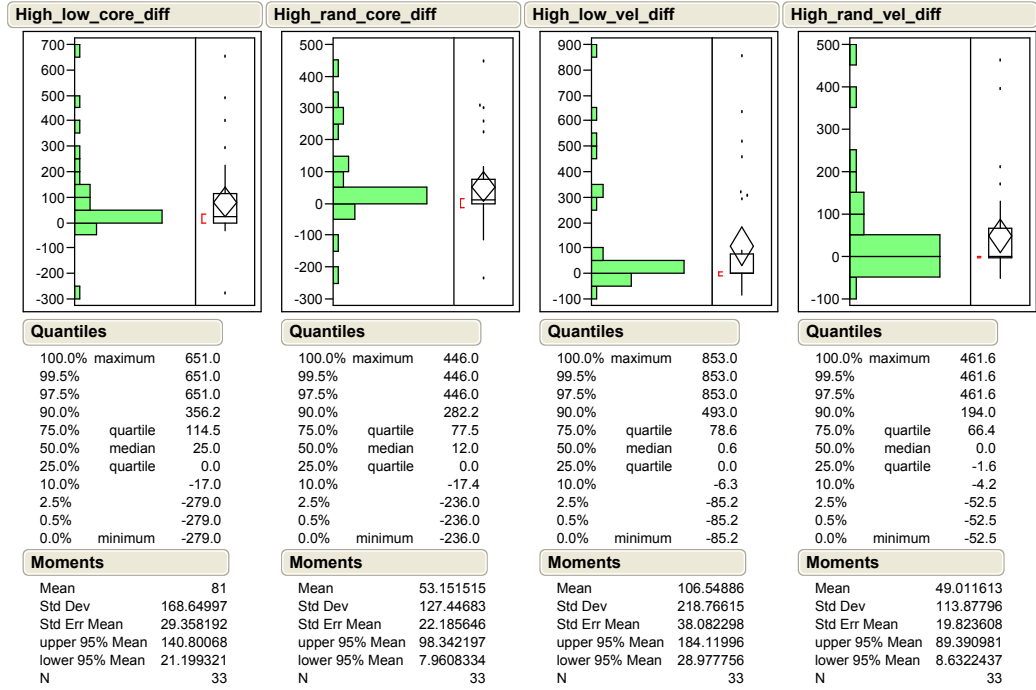 High_low_core_diff High_rand_core_diff High_low_vel_diff High_rand_vel_diff
700 500 900 500
600 400 800 400
500 300 700 300
400 200 600 200
300 100 500 100
200 0 400 0
100 -100 300 -100
0 -200 200
-100 -300 100
-200 0
-300 -100
Quantiles Quantiles Quantiles Quantiles
100.0% maximum 651.0 100.0% maximum 446.0 100.0% maximum 853.0 100.0% maximum 461.6
99.5% 651.0 99.5% 446.0 99.5% 853.0 99.5% 461.6
97.5% 651.0 97.5% 446.0 97.5% 853.0 97.5% 461.6
90.0% 356.2 90.0% 282.2 90.0% 493.0 90.0% 194.0
75.0% quartile 114.5 75.0% quartile 77.5 75.0% quartile 78.6 75.0% quartile 66.4
50.0% median 25.0 50.0% median 12.0 50.0% median 0.6 50.0% median 0.0
25.0% quartile 0.0 25.0% quartile 0.0 25.0% quartile 0.0 25.0% quartile -1.6
10.0% -17.0 10.0% -17.4 10.0% -6.3 10.0% -4.2
2.5% -279.0 2.5% -236.0 2.5% -85.2 2.5% -52.5
0.5% -279.0 0.5% -236.0 0.5% -85.2 0.5% -52.5
0.0% minimum -279.0 0.0% minimum -236.0 0.0% minimum -85.2 0.0% minimum -52.5
Moments Moments Moments Moments
Mean 81 Mean 53.151515 Mean 106.54886 Mean 49.011613
Std Dev 168.64997 Std Dev 127.44683 Std Dev 218.76615 Std Dev 113.87796
Std Err Mean 29.358192 Std Err Mean 22.185646 Std Err Mean 38.082298 Std Err Mean 19.823608
upper 95% Mean 140.80068 upper 95% Mean 98.342197 upper 95% Mean 184.11996 upper 95% Mean 89.390981
lower 95% Mean 21.199321 lower 95% Mean 7.9608334 lower 95% Mean 28.977756 lower 95% Mean 8.6322437
N 33 N 33 N 33 N 33